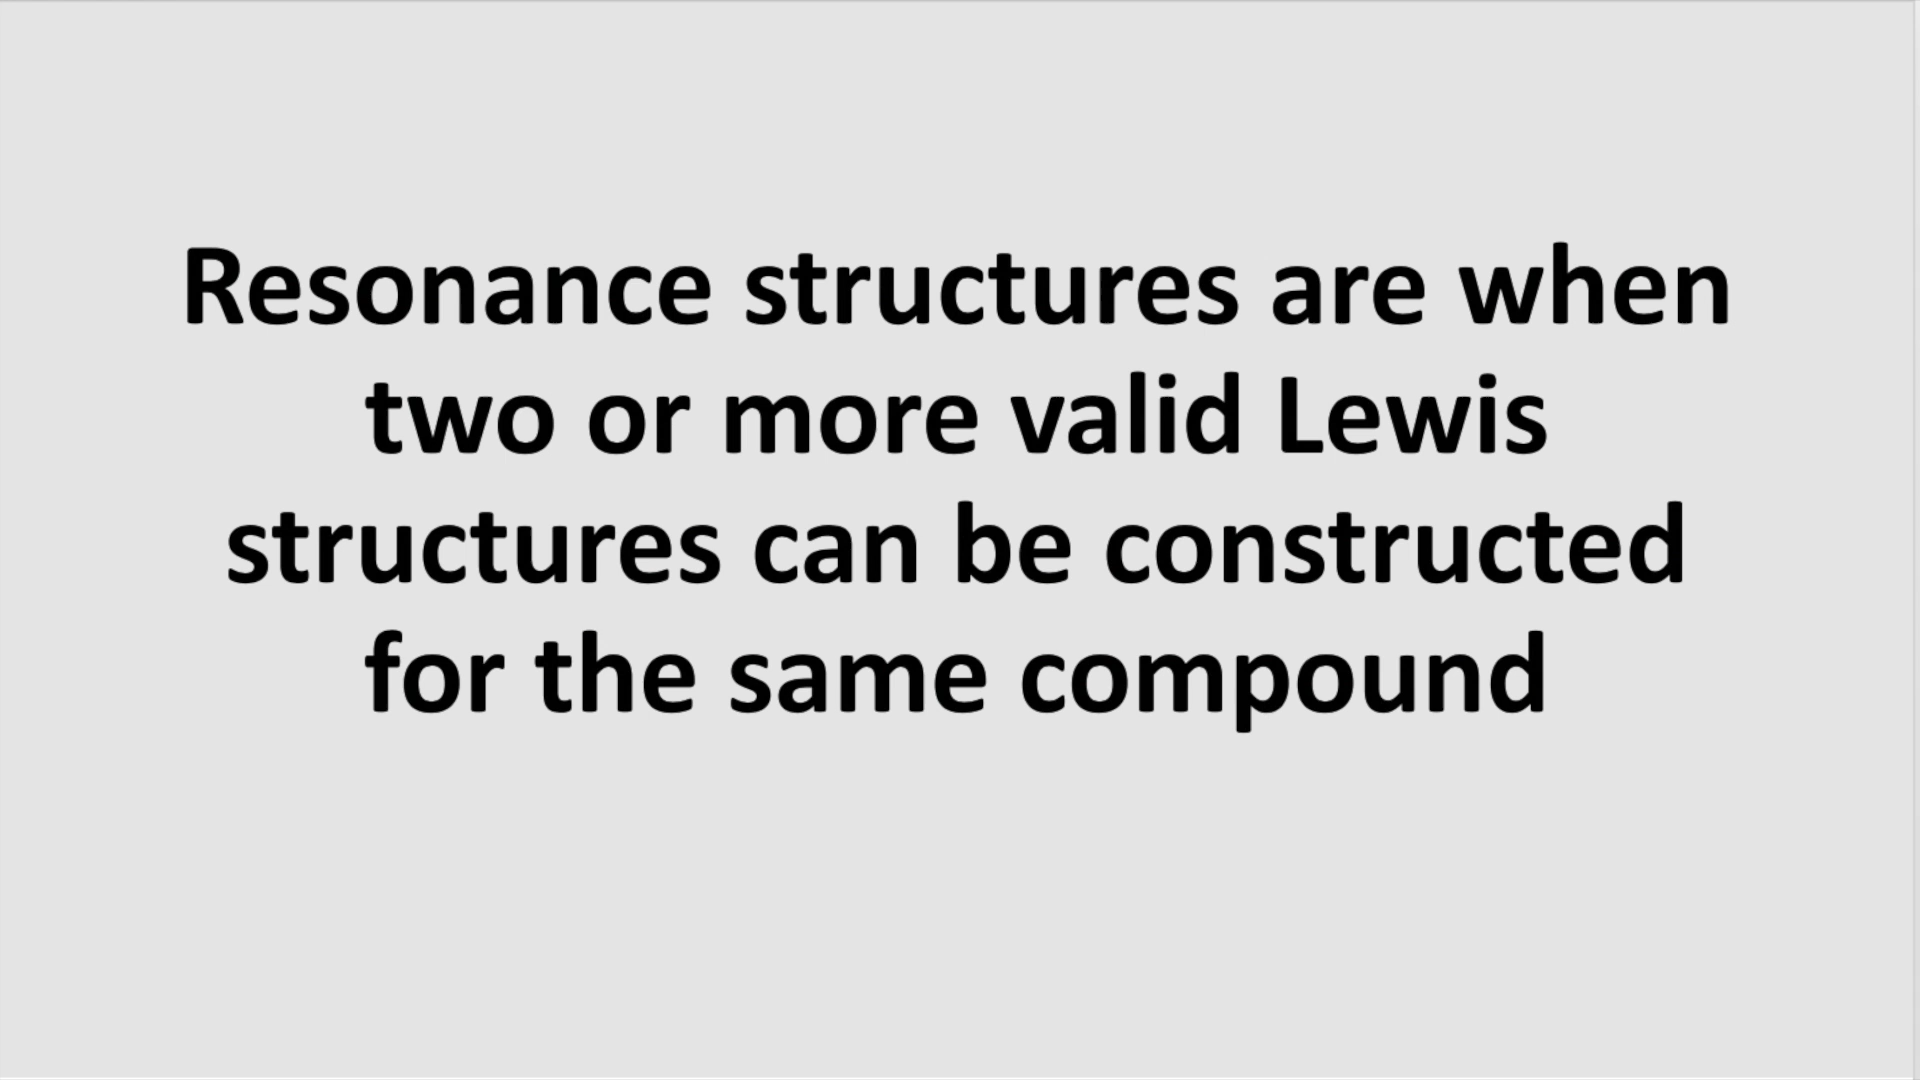 Resonance structures are when
two or more valid Lewis
structures can be constructed
for the same compound